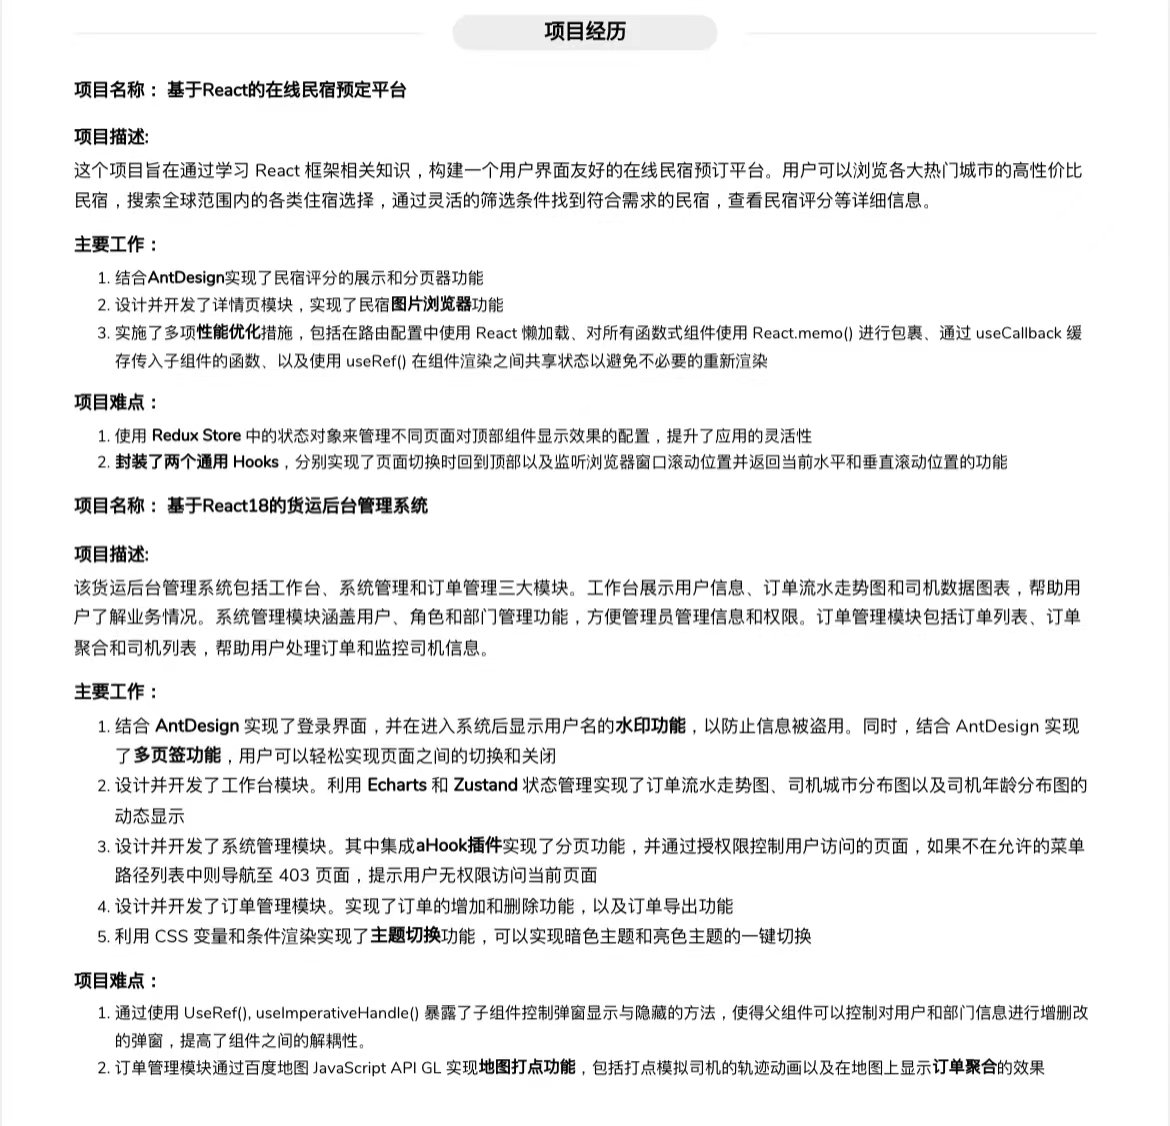 项目经历
项目名称： 基于React的在线民宿预定平台
项目描述:
这个项目旨在通过学习 React 框架相关知识，构建一个用户界面友好的在线民宿预订平台。用户可以浏览各大热门城市的高性价比
民宿，搜索全球范围内的各类住宿选择，通过灵活的筛选条件找到符合需求的民宿，查看民宿评分等详细信息。
主要工作：
1. 结合AntDesign实现了民宿评分的展示和分页器功能
2. 设计并开发了详情页模块，实现了民宿图片浏览器功能
3. 实施了多项性能优化措施，包括在路由配置中使用 React 懒加载、对所有函数式组件使用 React.memo() 进行包裹、通过 useCallback 缓
存传入子组件的函数、以及使用 useRef() 在组件渲染之间共享状态以避免不必要的重新渲染
项目难点：
1. 使用 Redux Store 中的状态对象来管理不同页面对顶部组件显示效果的配置，提升了应用的灵活性
2. 封装了两个通用 Hooks，分别实现了页面切换时回到顶部以及监听浏览器窗口滚动位置并返回当前水平和垂直滚动位置的功能
项目名称： 基于React18的货运后台管理系统
项目描述:
该货运后台管理系统包括工作台、系统管理和订单管理三大模块。工作台展示用户信息、订单流水走势图和司机数据图表，帮助用
户了解业务情况。系统管理模块涵盖用户、角色和部门管理功能，方便管理员管理信息和权限。订单管理模块包括订单列表、订单
聚合和司机列表，帮助用户处理订单和监控司机信息。
主要工作：
1. 结合 AntDesign 实现了登录界面，并在进入系统后显示用户名的水印功能，以防止信息被盗用。同时，结合 AntDesign 实现
了多页签功能，用户可以轻松实现页面之间的切换和关闭
2. 设计并开发了工作台模块。利用 Echarts 和 Zustand 状态管理实现了订单流水走势图、司机城市分布图以及司机年龄分布图的
动态显示
3. 设计并开发了系统管理模块。其中集成aHook插件实现了分页功能，并通过授权限控制用户访问的页面，如果不在允许的菜单
路径列表中则导航至 403 页面，提示用户无权限访问当前页面
4. 设计并开发了订单管理模块。实现了订单的增加和删除功能，以及订单导出功能
5. 利用 CSS 变量和条件渲染实现了主题切换功能，可以实现暗色主题和亮色主题的一键切换
项目难点：
1. 通过使用 UseRef(), useImperativeHandle() 暴露了子组件控制弹窗显示与隐藏的方法，使得父组件可以控制对用户和部门信息进行增删改
的弹窗，提高了组件之间的解耦性。
2. 订单管理模块通过百度地图 JavaScript API GL 实现地图打点功能，包括打点模拟司机的轨迹动画以及在地图上显示订单聚合的效果